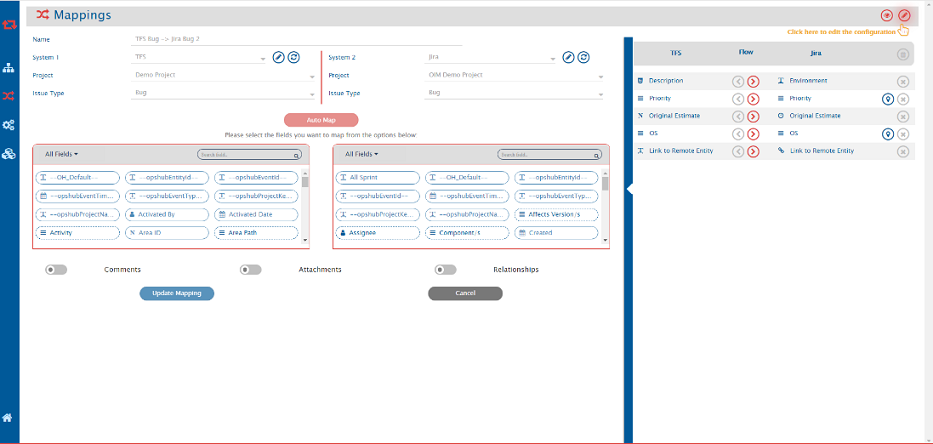 Mappings
Click here to edit the configuration
Name TFS Bug -> Jira Bug 2
System 1 TFS System 2 Jira
Project Demo Project Project OIM Demo Project
Issue Type Bug Issue Type Bug
Auto Map
Please select the fields you want to map from the options below:
All Fields Search field... All Fields Search field...
--OH_Default-- --opshubEntityId-- --opshubEventId-- All Sprint --OH_Default-- --opshubEntityId--
--opshubEventTim... --opshubEventTyp... --opshubProjectKe... --opshubEventId-- --opshubEventTim... --opshubEventTyp...
--opshubProjectNa... Activated By Activated Date --opshubProjectKe... --opshubProjectNa... Affects Version/s
Activity Area ID Area Path Assignee Component/s Created
Comments Attachments Relationships
Update Mapping Cancel
TFS Flow Jira
Description Environment
Priority Priority
Original Estimate Original Estimate
OS OS
Link to Remote Entity Link to Remote Entity